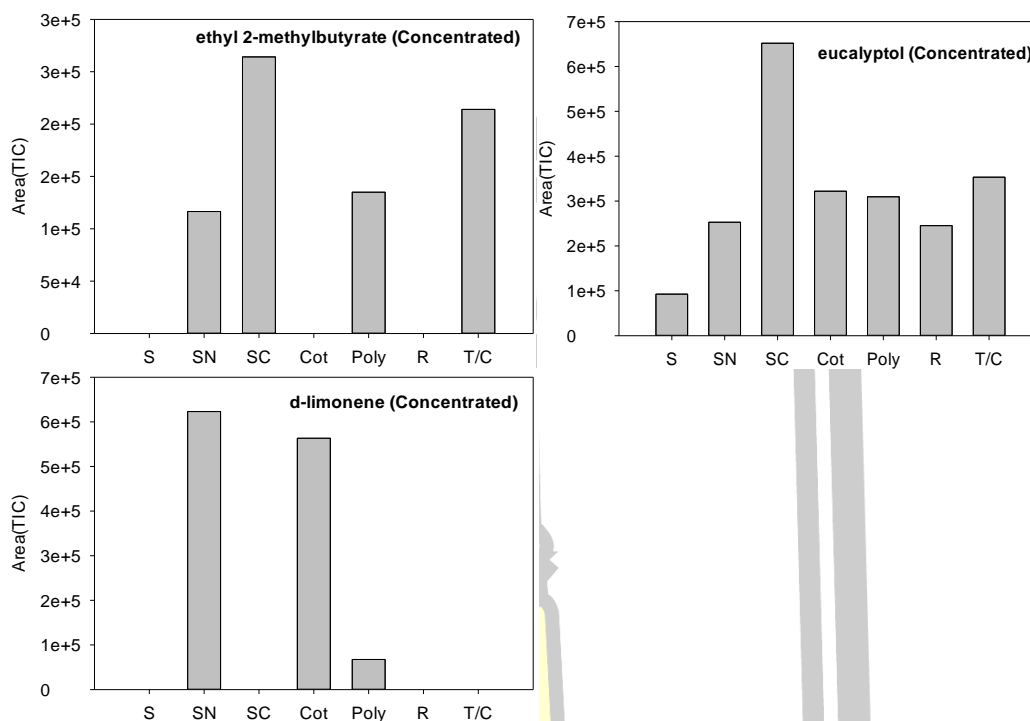 ethyl 2-methylbutyrate (Concentrated)
Area(TIC)
3e+5
3e+5
2e+5
2e+5
1e+5
5e+4
0
S SN SC Cot Poly R T/C
eucalyptol (Concentrated)
Area(TIC)
7e+5
6e+5
5e+5
4e+5
3e+5
2e+5
1e+5
0
S SN SC Cot Poly R T/C
d-limonene (Concentrated)
Area(TIC)
7e+5
6e+5
5e+5
4e+5
3e+5
2e+5
1e+5
0
S SN SC Cot Poly R T/C